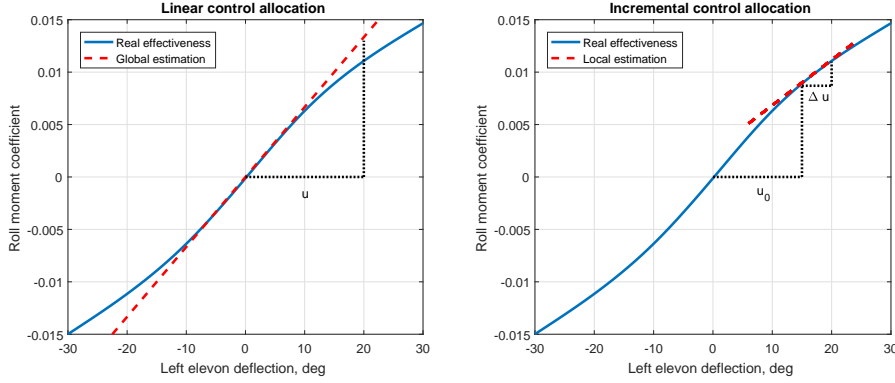 Linear control allocation
Real effectiveness
Global estimation
Roll moment coefficient
0.015
0.01
0.005
0
-0.005
-0.01
-0.015
u
-30
-20
-10
0
10
20
30
Left elevon deflection, deg
Incremental control allocation
Real effectiveness
Local estimation
Roll moment coefficient
0.015
0.01
0.005
0
-0.005
-0.01
-0.015
Δ u
u₀
-30
-20
-10
0
10
20
30
Left elevon deflection, deg